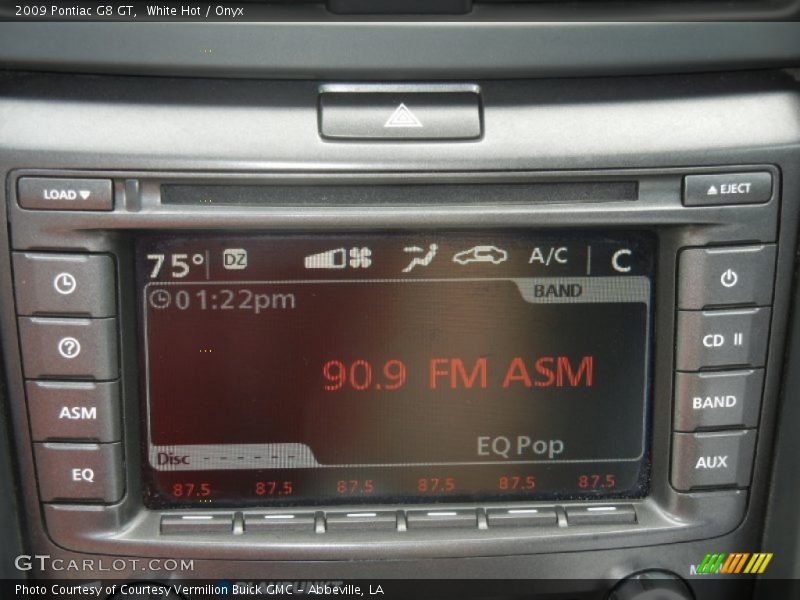 2009 Pontiac G8 GT, White Hot / Onyx
LOAD
EJECT
75° DZ A/C C
01:22pm BAND
CD II
ASM
BAND
90.9 FM ASM
EQ
EQ Pop
AUX
Disc - - - - - -
87.5 87.5 87.5 87.5 87.5 87.5
GTCARLOT.COM
BLAUPUNKT
Photo Courtesy of Courtesy Vermilion Buick GMC – Abbeville, LA